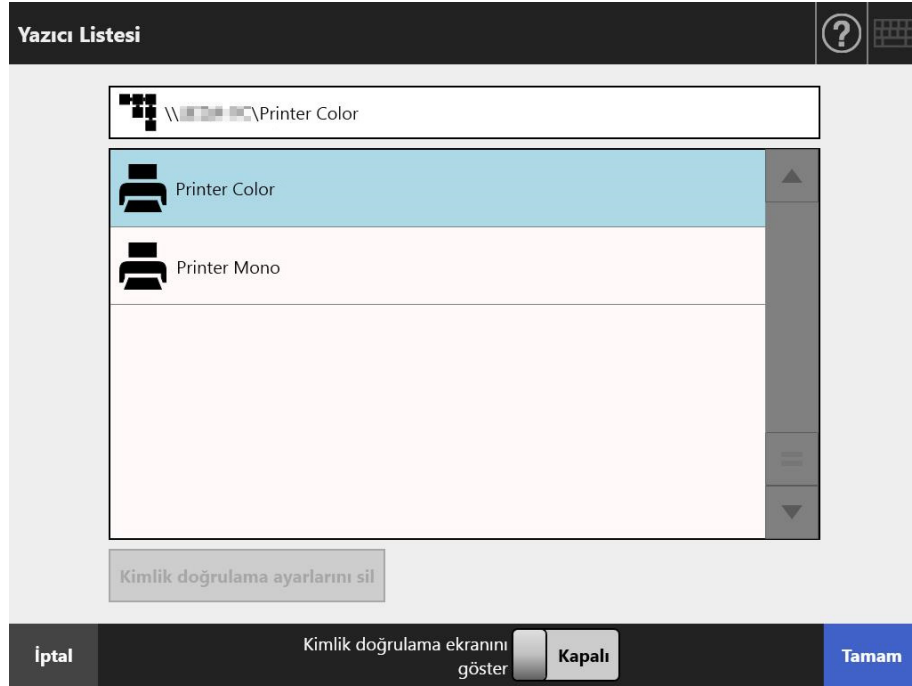 Yazıcı Listesi
?
\\ \Printer Color
Printer Color
Printer Mono
Kimlik doğrulama ayarlarını sil
İptal
Kimlik doğrulama ekranını
göster
Kapalı
Tamam